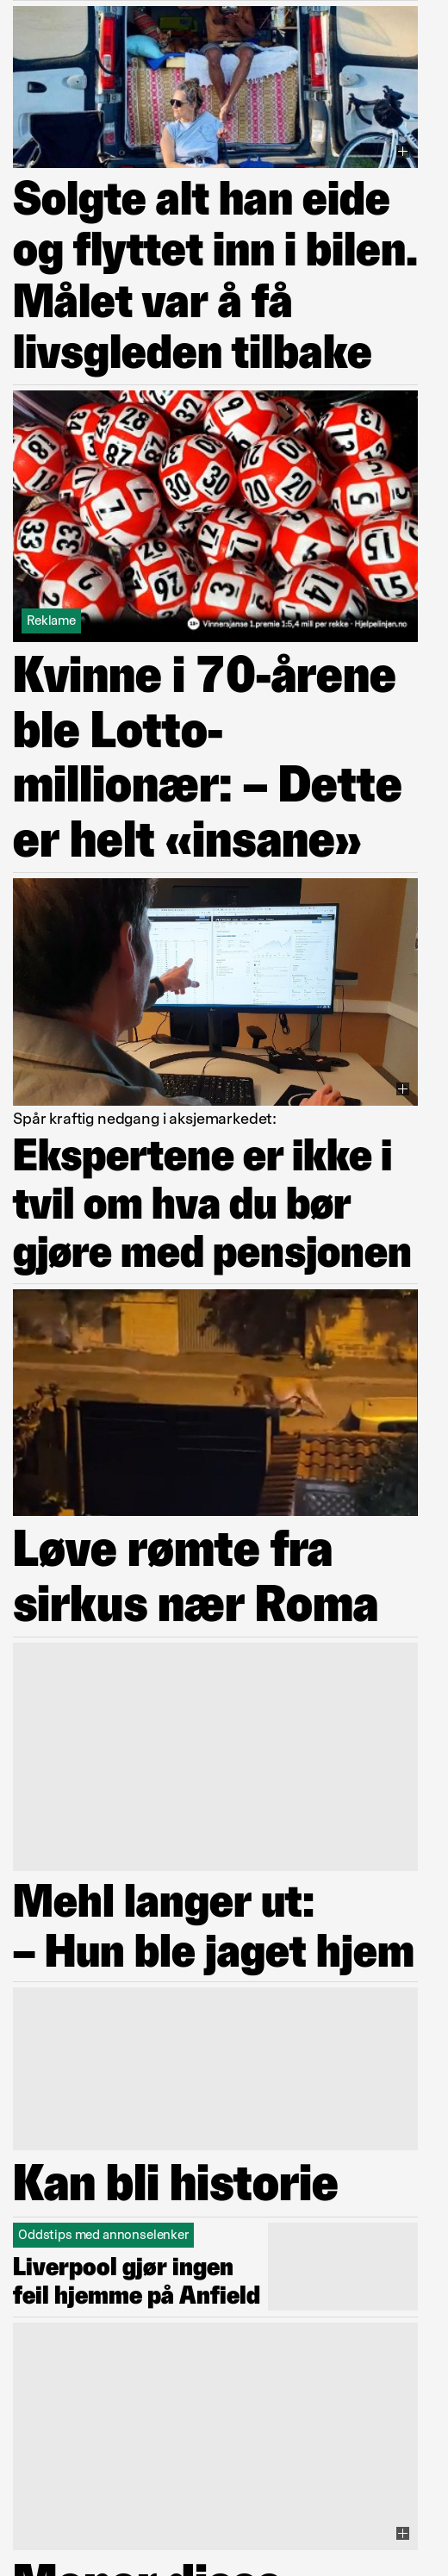 Solgte alt han eide
og flyttet inn i bilen.
Målet var å få
livsgleden tilbake
Reklame
18+ Vinnersjanse 1.premie 1:5,4 mill per rekke - Hjelpelinjen.no
Kvinne i 70-årene
ble Lotto-
millionær: – Dette
er helt «insane»
Spår kraftig nedgang i aksjemarkedet:
Ekspertene er ikke i
tvil om hva du bør
gjøre med pensjonen
Løve rømte fra
sirkus nær Roma
Mehl langer ut:
– Hun ble jaget hjem
Kan bli historie
Oddstips med annonselenker
Liverpool gjør ingen
feil hjemme på Anfield